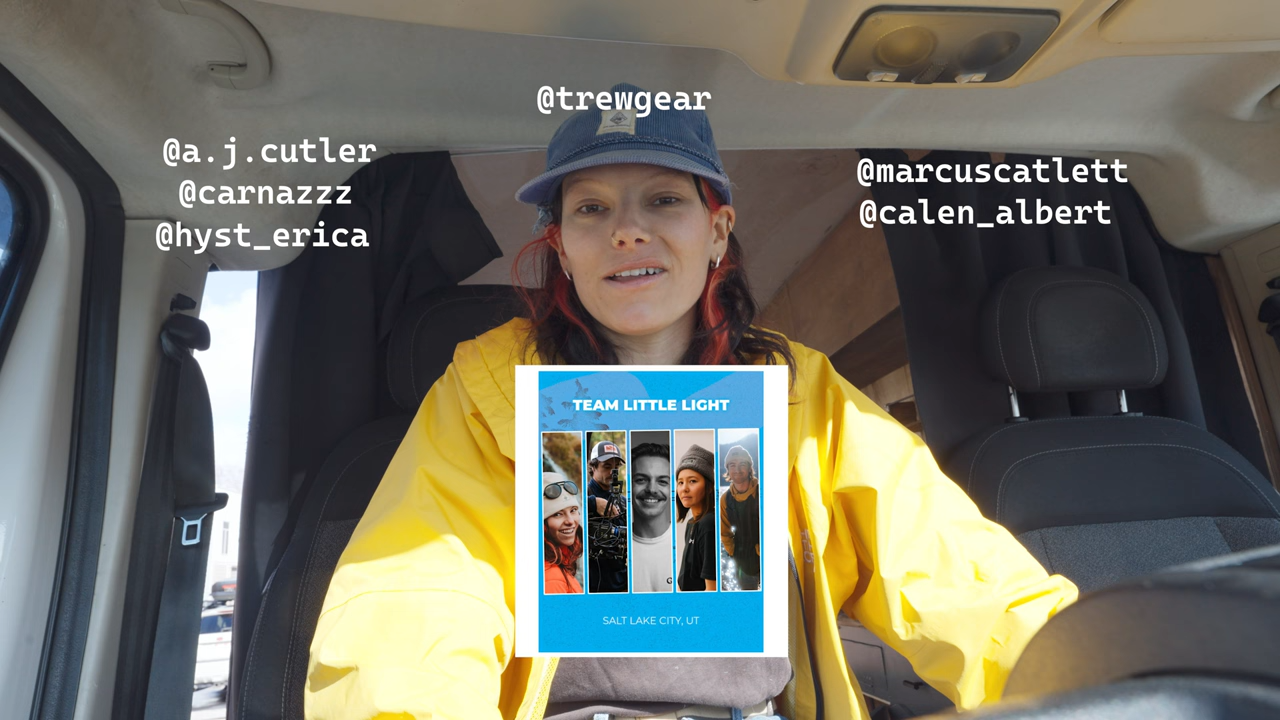 @trewgear
@a.j.cutler
@carnazzz
@hyst_erica
@marcuscatlett
@calen_albert
TEAM LITTLE LIGHT
SALT LAKE CITY, UT